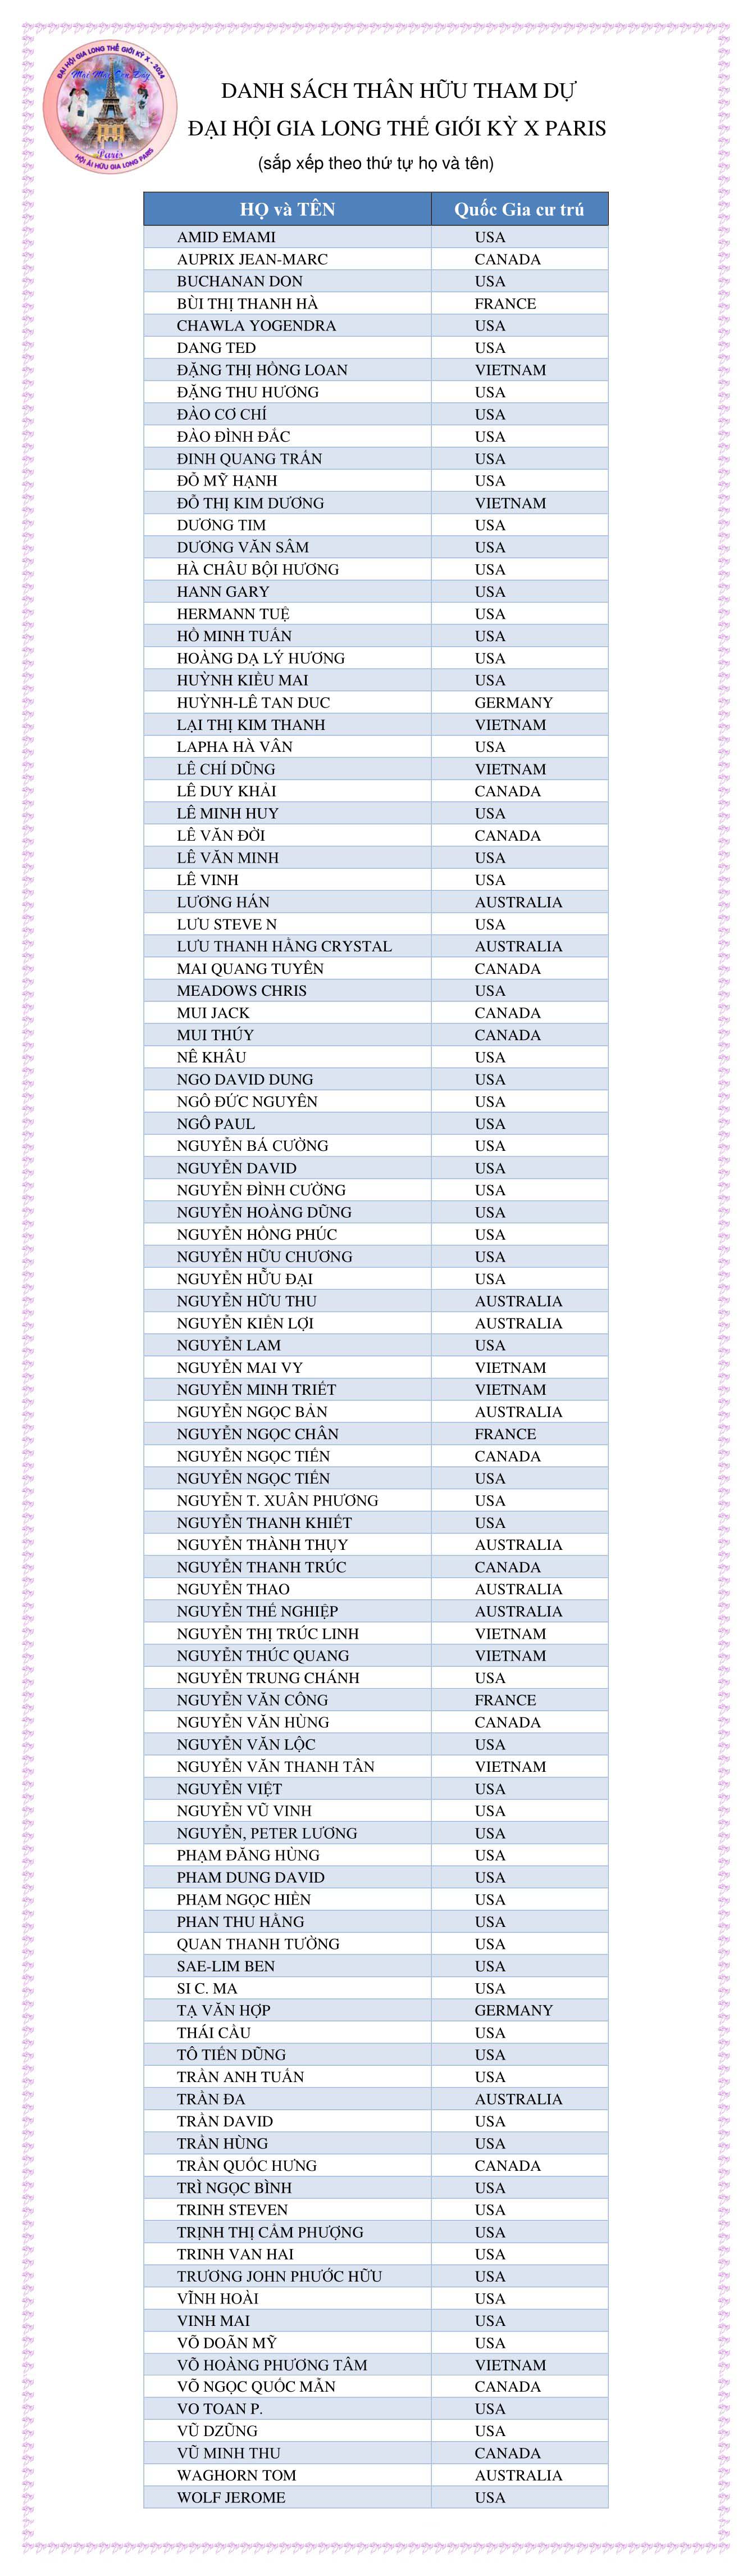 ĐẠI HỘI GIA LONG THẾ GIỚI KỲ X - 2024
Mãi Mãi Còn Đây
Paris
HỘI ÁI HỮU GIA LONG PARIS
DANH SÁCH THÂN HỮU THAM DỰ
ĐẠI HỘI GIA LONG THẾ GIỚI KỲ X PARIS
(sắp xếp theo thứ tự họ và tên)
HỌ và TÊN Quốc Gia cư trú
AMID EMAMI USA
AUPRIX JEAN-MARC CANADA
BUCHANAN DON USA
BÙI THỊ THANH HÀ FRANCE
CHAWLA YOGENDRA USA
DANG TED USA
ĐẶNG THỊ HỒNG LOAN VIETNAM
ĐẶNG THU HƯƠNG USA
ĐÀO CƠ CHÍ USA
ĐÀO ĐÌNH ĐẮC USA
ĐINH QUANG TRẤN USA
ĐỖ MỸ HẠNH USA
ĐỖ THỊ KIM DƯƠNG VIETNAM
DƯƠNG TIM USA
DƯƠNG VĂN SÂM USA
HÀ CHÂU BỘI HƯƠNG USA
HANN GARY USA
HERMANN TUỆ USA
HỒ MINH TUẤN USA
HOÀNG DẠ LÝ HƯƠNG USA
HUỲNH KIỀU MAI USA
HUỲNH-LÊ TAN DUC GERMANY
LẠI THỊ KIM THANH VIETNAM
LAPHA HÀ VÂN USA
LÊ CHÍ DŨNG VIETNAM
LÊ DUY KHẢI CANADA
LÊ MINH HUY USA
LÊ VĂN ĐỜI CANADA
LÊ VĂN MINH USA
LÊ VINH USA
LƯƠNG HÁN AUSTRALIA
LƯU STEVE N USA
LƯU THANH HẰNG CRYSTAL AUSTRALIA
MAI QUANG TUYÊN CANADA
MEADOWS CHRIS USA
MUI JACK CANADA
MUI THÚY CANADA
NÊ KHÂU USA
NGO DAVID DUNG USA
NGÔ ĐỨC NGUYÊN USA
NGÔ PAUL USA
NGUYỄN BÁ CƯỜNG USA
NGUYỄN DAVID USA
NGUYỄN ĐÌNH CƯỜNG USA
NGUYỄN HOÀNG DŨNG USA
NGUYỄN HỒNG PHÚC USA
NGUYỄN HỮU CHƯƠNG USA
NGUYỄN HỮU ĐẠI USA
NGUYỄN HỮU THU AUSTRALIA
NGUYỄN KIẾN LỢI AUSTRALIA
NGUYỄN LAM USA
NGUYỄN MAI VY VIETNAM
NGUYỄN MINH TRIẾT VIETNAM
NGUYỄN NGỌC BẢN AUSTRALIA
NGUYỄN NGỌC CHÂN FRANCE
NGUYỄN NGỌC TIẾN CANADA
NGUYỄN NGỌC TIẾN USA
NGUYỄN T. XUÂN PHƯƠNG USA
NGUYỄN THANH KHIẾT USA
NGUYỄN THÀNH THỤY AUSTRALIA
NGUYỄN THANH TRÚC CANADA
NGUYỄN THAO AUSTRALIA
NGUYỄN THẾ NGHIỆP AUSTRALIA
NGUYỄN THỊ TRÚC LINH VIETNAM
NGUYỄN THÚC QUANG VIETNAM
NGUYỄN TRUNG CHÁNH USA
NGUYỄN VĂN CÔNG FRANCE
NGUYỄN VĂN HÙNG CANADA
NGUYỄN VĂN LỘC USA
NGUYỄN VĂN THANH TÂN VIETNAM
NGUYỄN VIỆT USA
NGUYỄN VŨ VINH USA
NGUYỄN, PETER LƯƠNG USA
PHẠM ĐĂNG HÙNG USA
PHAM DUNG DAVID USA
PHẠM NGỌC HIỀN USA
PHAN THU HẰNG USA
QUAN THANH TƯỜNG USA
SAE-LIM BEN USA
SI C. MA USA
TẠ VĂN HỢP GERMANY
THÁI CẦU USA
TÔ TIẾN DŨNG USA
TRẦN ANH TUẤN USA
TRẦN ĐA AUSTRALIA
TRẦN DAVID USA
TRẦN HÙNG USA
TRẦN QUỐC HƯNG CANADA
TRÌ NGỌC BÌNH USA
TRINH STEVEN USA
TRỊNH THỊ CẨM PHƯỢNG USA
TRINH VAN HAI USA
TRƯƠNG JOHN PHƯỚC HỮU USA
VĨNH HOÀI USA
VINH MAI USA
VÕ DOÃN MỸ USA
VÕ HOÀNG PHƯƠNG TÂM VIETNAM
VÕ NGỌC QUỐC MẪN CANADA
VO TOAN P. USA
VŨ DZŨNG USA
VŨ MINH THU CANADA
WAGHORN TOM AUSTRALIA
WOLF JEROME USA